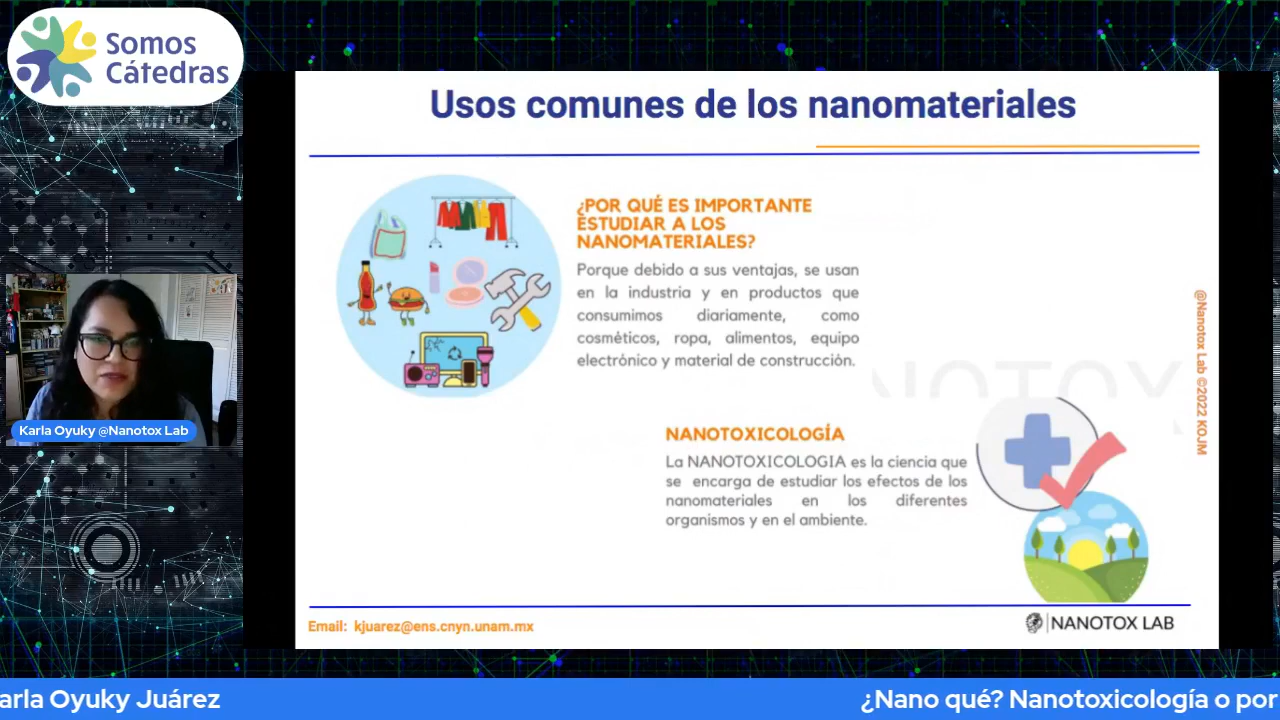 Somos
Cátedras
Usos comunes de los nanomateriales
¿POR QUÉ ES IMPORTANTE
ESTUDIAR A LOS
NANOMATERIALES?
Porque debido a sus ventajas, se usan
en la industria y en productos que
consumimos diariamente, como
cosméticos, ropa, alimentos, equipo
electrónico y material de construcción.
NANOTOXICOLOGÍA
La NANOTOXICOLOGIA es la ciencia que
se encarga de estudiar los efectos de los
nanomateriales en los diferentes
organismos y en el ambiente.
@Nanotox Lab ©2022 KOJM
Email: kjuarez@ens.cnyn.unam.mx
NANOTOX LAB
Karla Oyuky @Nanotox Lab
arla Oyuky Juárez
¿Nano qué? Nanotoxicología o por